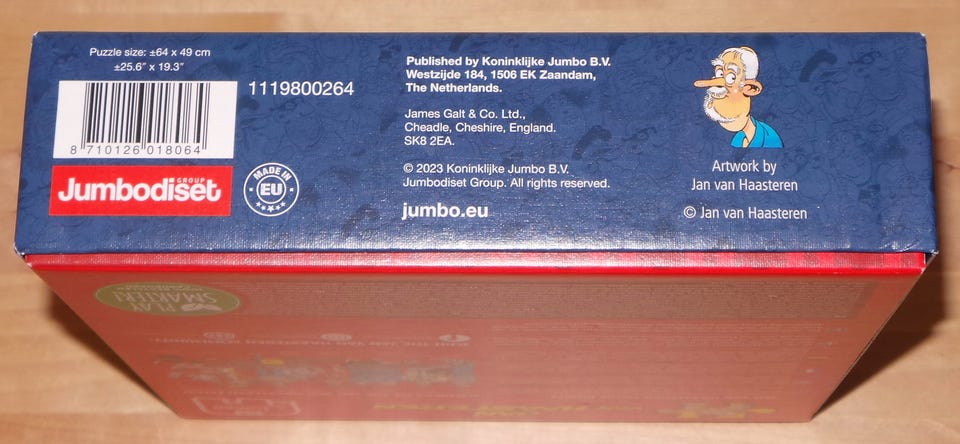 Puzzle size: ±64 x 49 cm
±25.6" x 19.3"
8 710126 018064
1119800264
Jumbodiset
GROUP
MADE IN
EU
Published by Koninklijke Jumbo B.V.
Westzijde 184, 1506 EK Zaandam,
The Netherlands.
James Galt & Co. Ltd.,
Cheadle, Cheshire, England.
SK8 2EA.
© 2023 Koninklijke Jumbo B.V.
Jumbodiset Group. All rights reserved.
jumbo.eu
Artwork by
Jan van Haasteren
© Jan van Haasteren
PLAY
SMARTER!